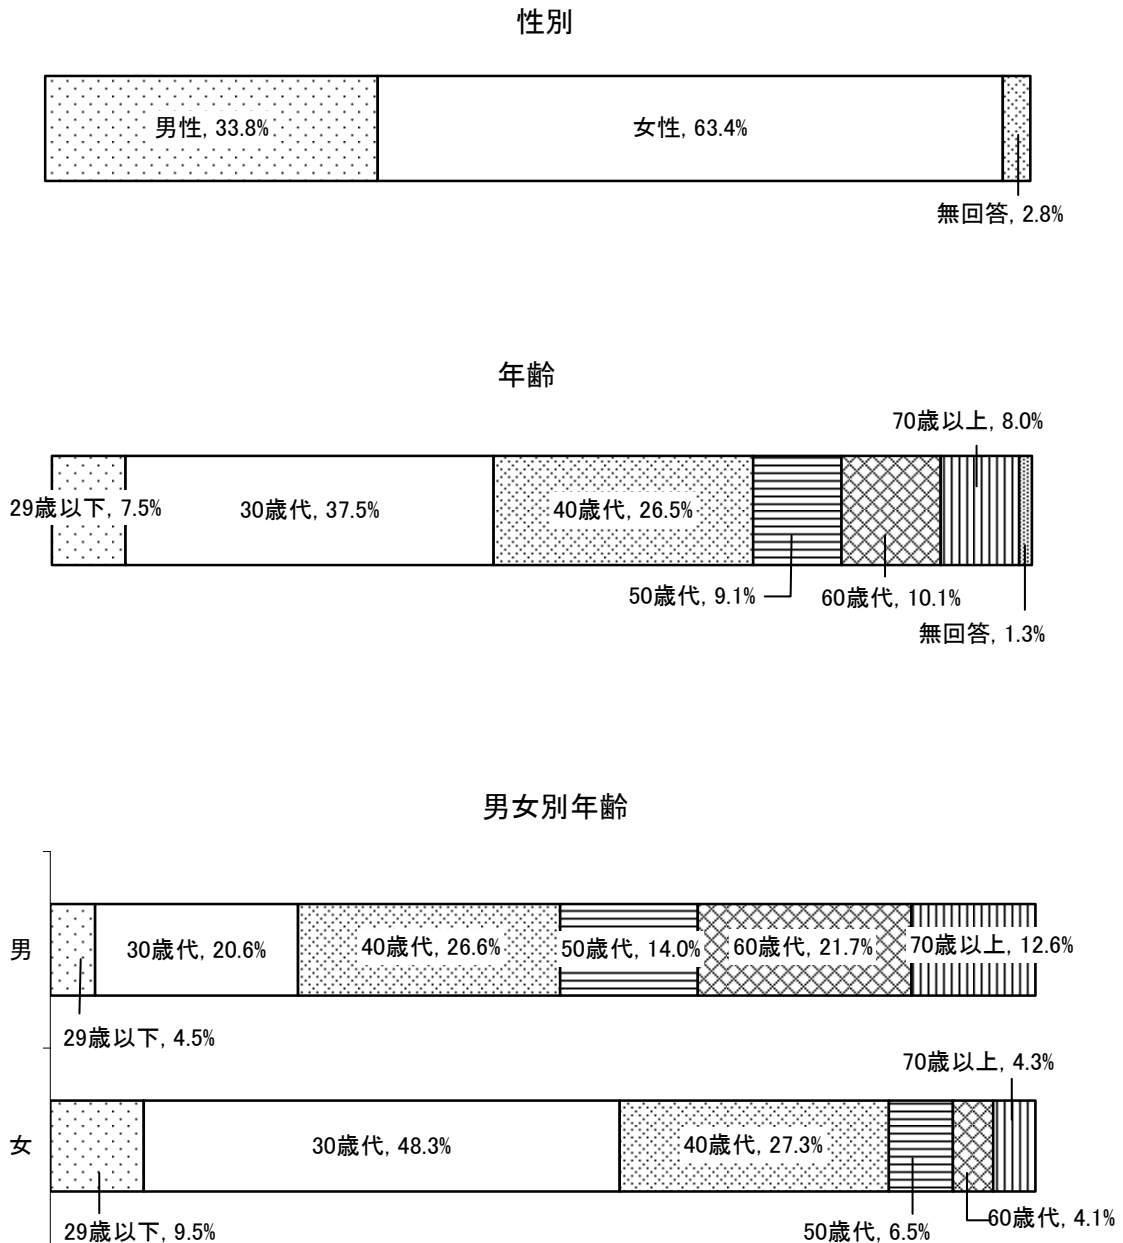 性別
男性, 33.8%
女性, 63.4%
無回答, 2.8%
年齢
70歳以上, 8.0%
29歳以下, 7.5%
30歳代, 37.5%
40歳代, 26.5%
50歳代, 9.1%
60歳代, 10.1%
無回答, 1.3%
男女別年齢
男
30歳代, 20.6%
40歳代, 26.6%
50歳代, 14.0%
60歳代, 21.7%
70歳以上, 12.6%
29歳以下, 4.5%
70歳以上, 4.3%
女
30歳代, 48.3%
40歳代, 27.3%
29歳以下, 9.5%
50歳代, 6.5%
60歳代, 4.1%